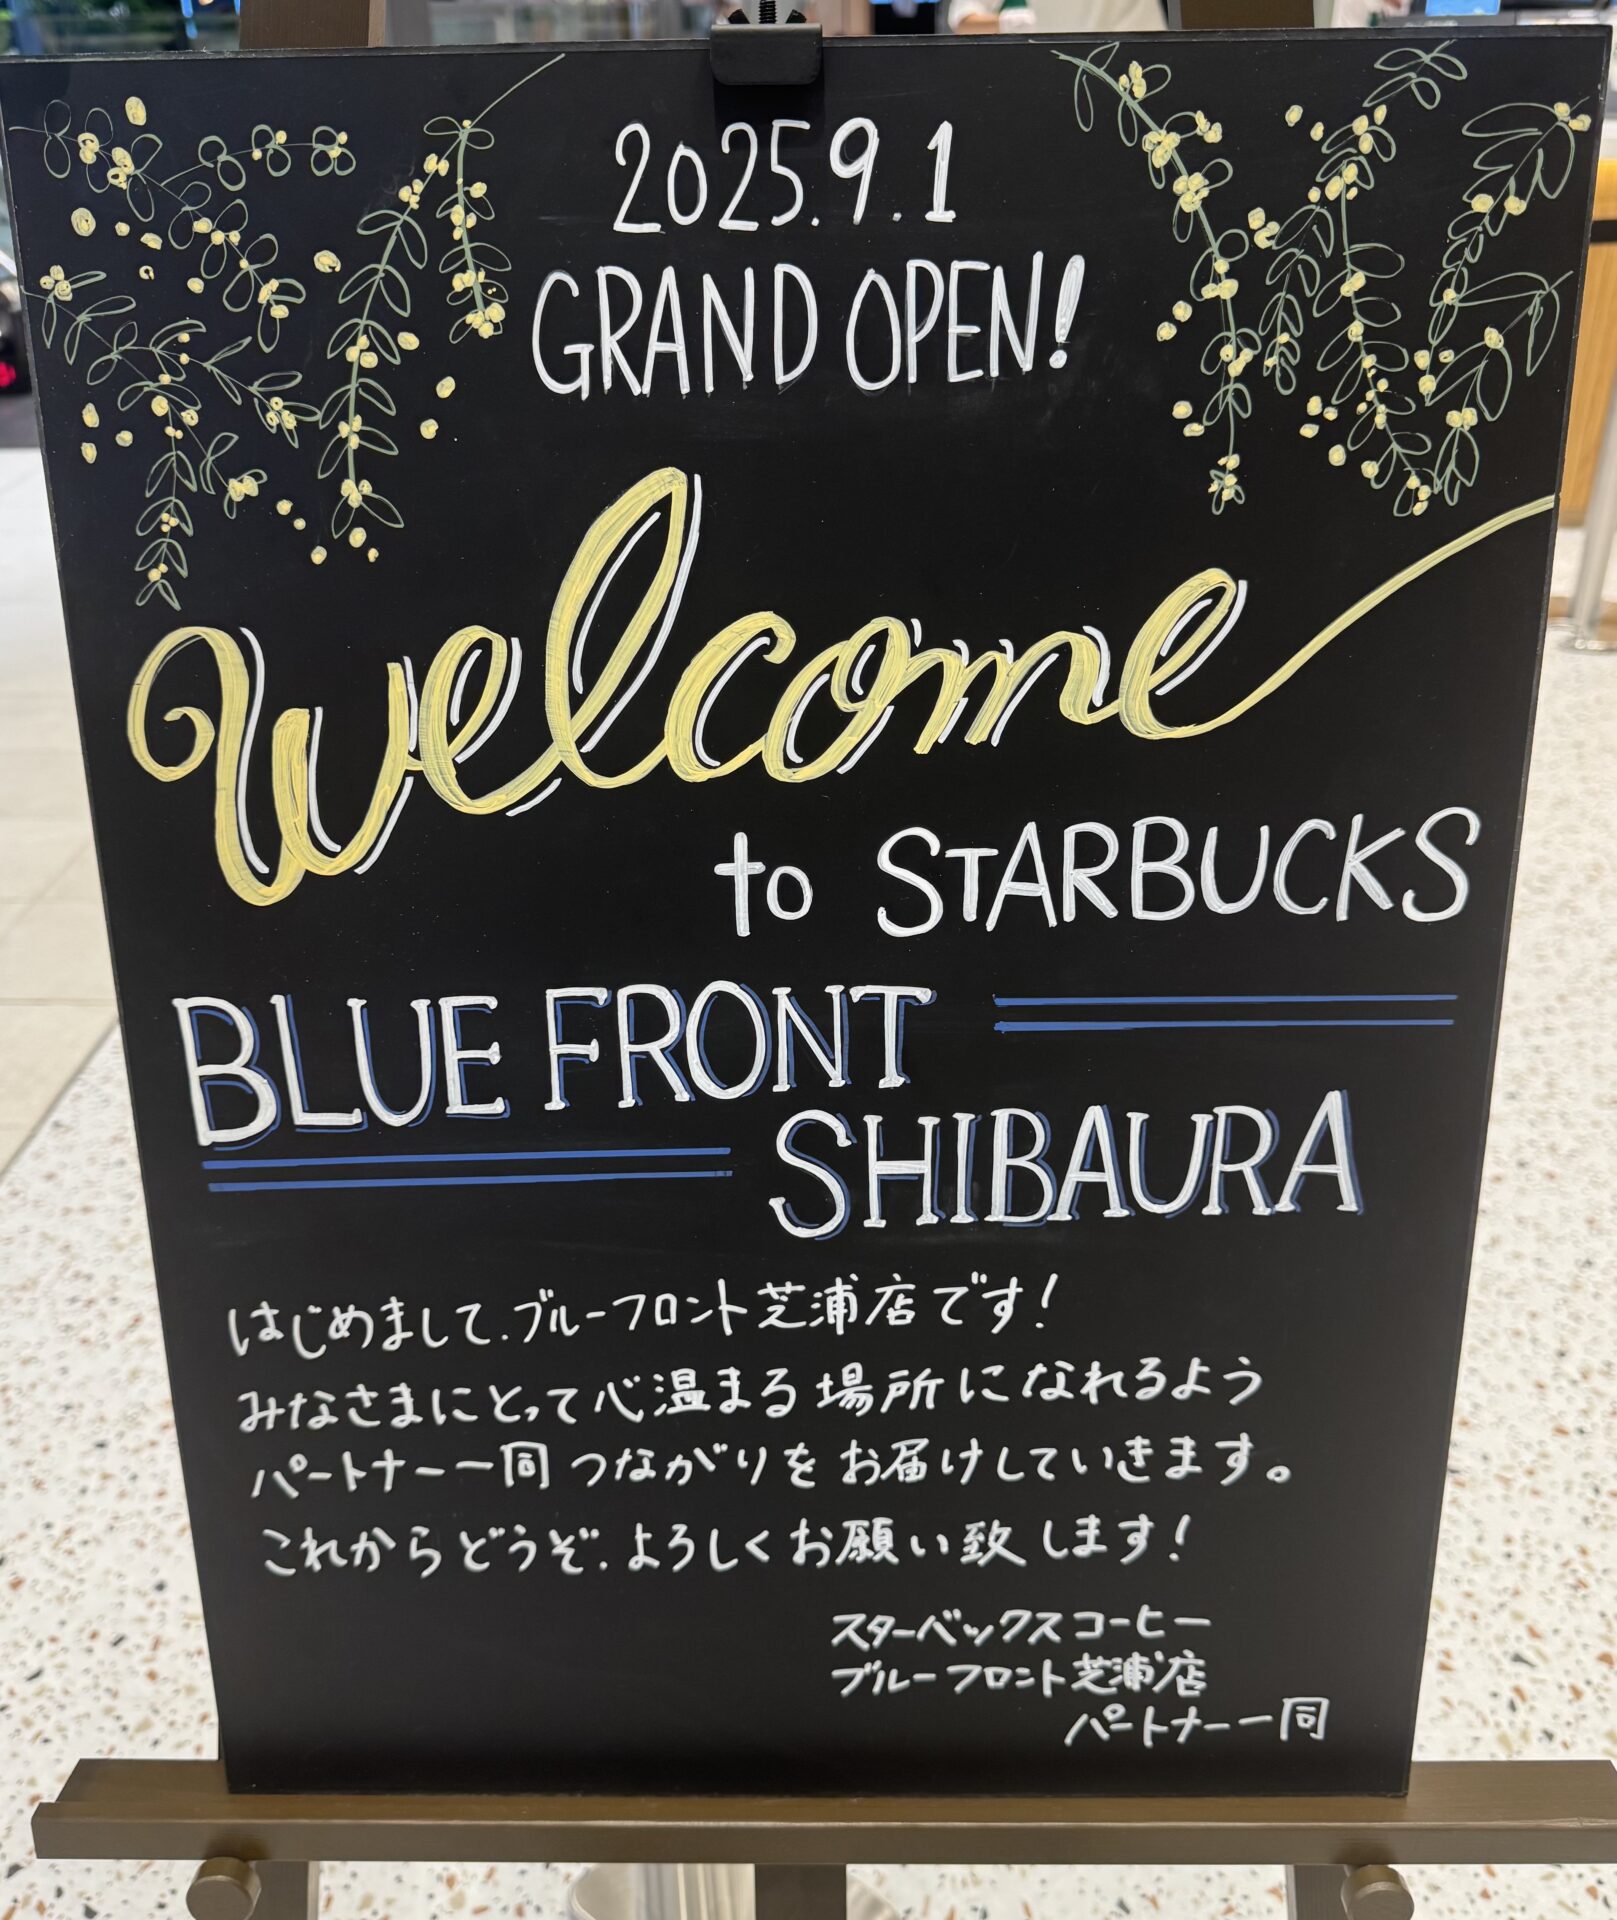 2025.9.1
GRAND OPEN!
Welcome
to STARBUCKS
BLUE FRONT
SHIBAURA
はじめまして.ブルーフロント芝浦店です!
みなさまにとって心温まる場所になれるよう
パートナー一同つながりをお届けしていきます。
これからどうぞ.よろしくお願い致します!
スターバックスコーヒー
ブルーフロント芝浦店
パートナー一同